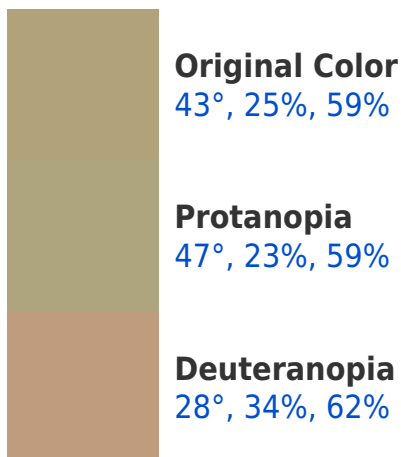 Original Color
43°, 25%, 59%
Protanopia
47°, 23%, 59%
Deuteranopia
28°, 34%, 62%